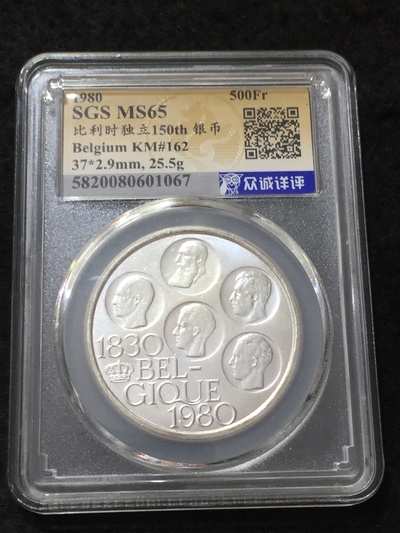 1980 500Fr
SGS MS65
比利时独立150th 银币
Belgium KM#162
37*2.9mm, 25.5g
5820080601067
众诚详评
1830
BEL-
GIQUE
1980